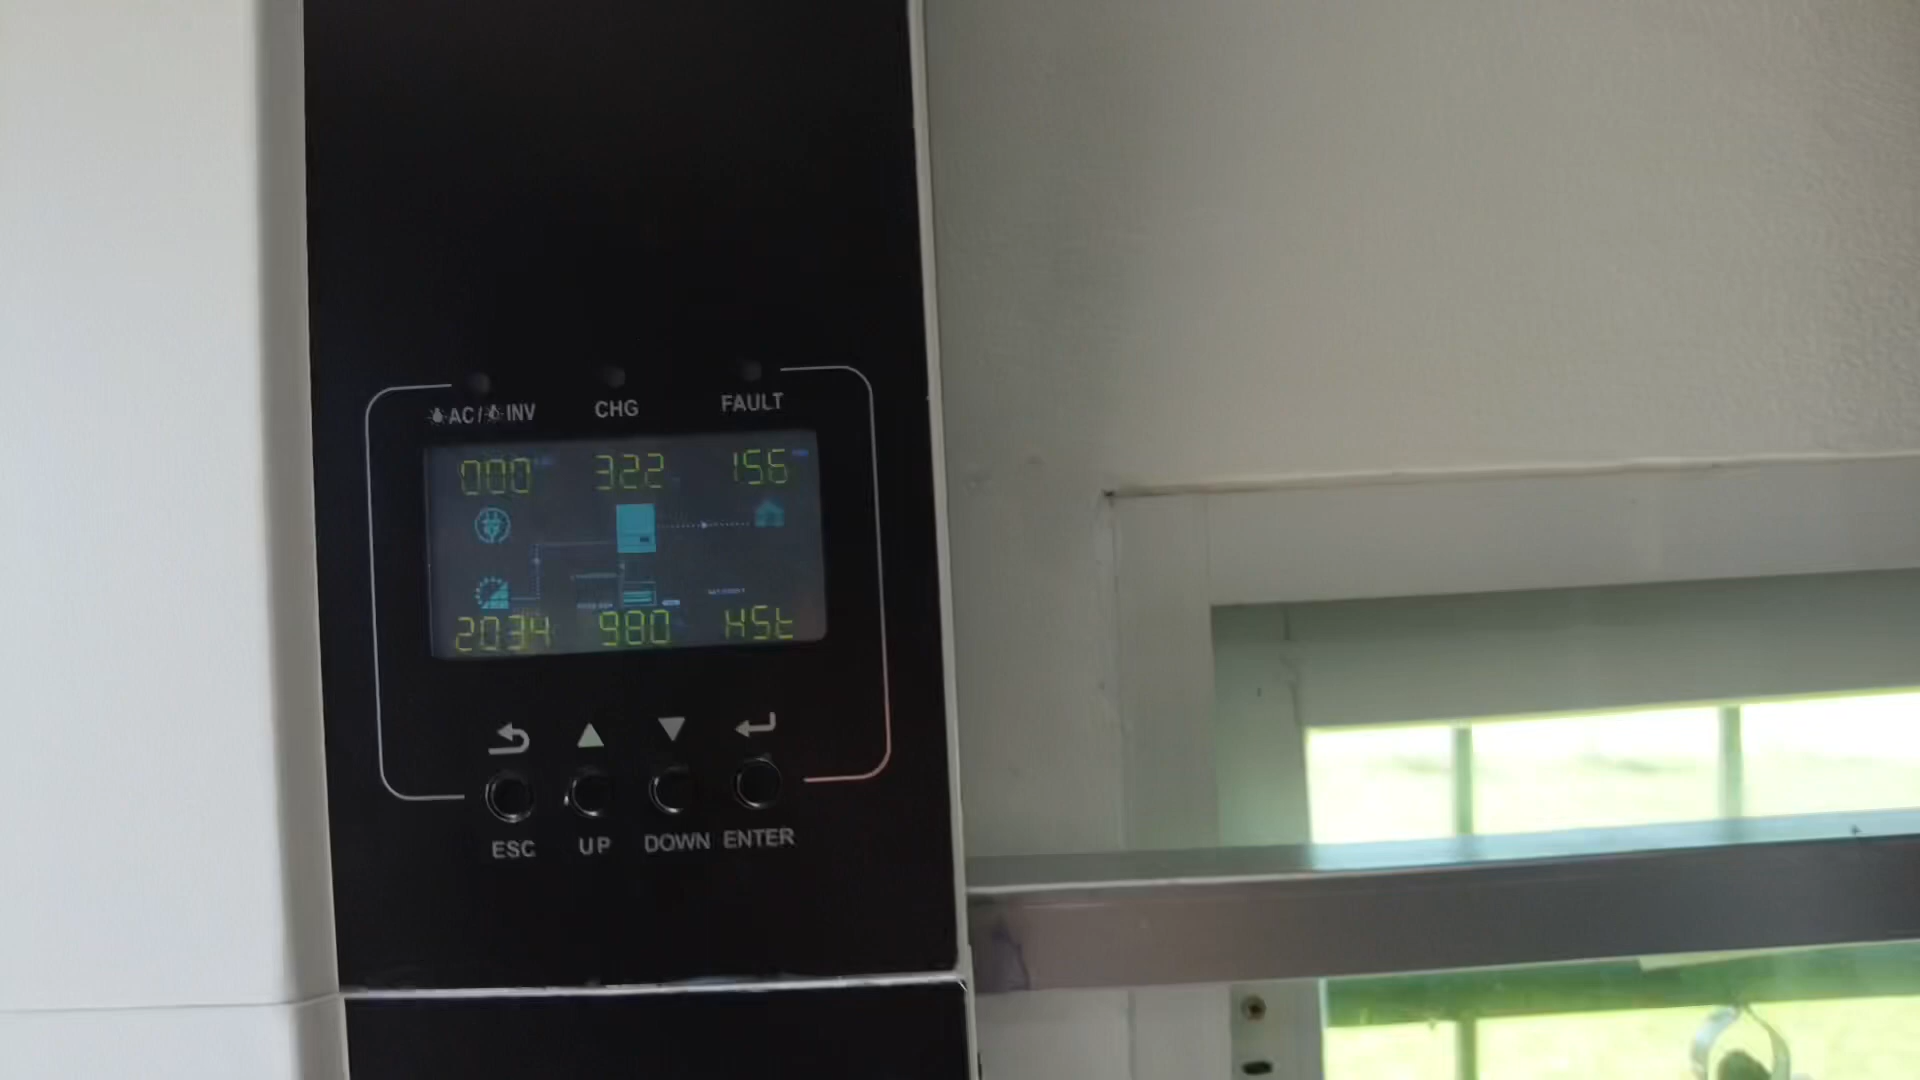 AC/ INV CHG FAULT
000 322 156
2034 980 HSt
ESC UP DOWN ENTER